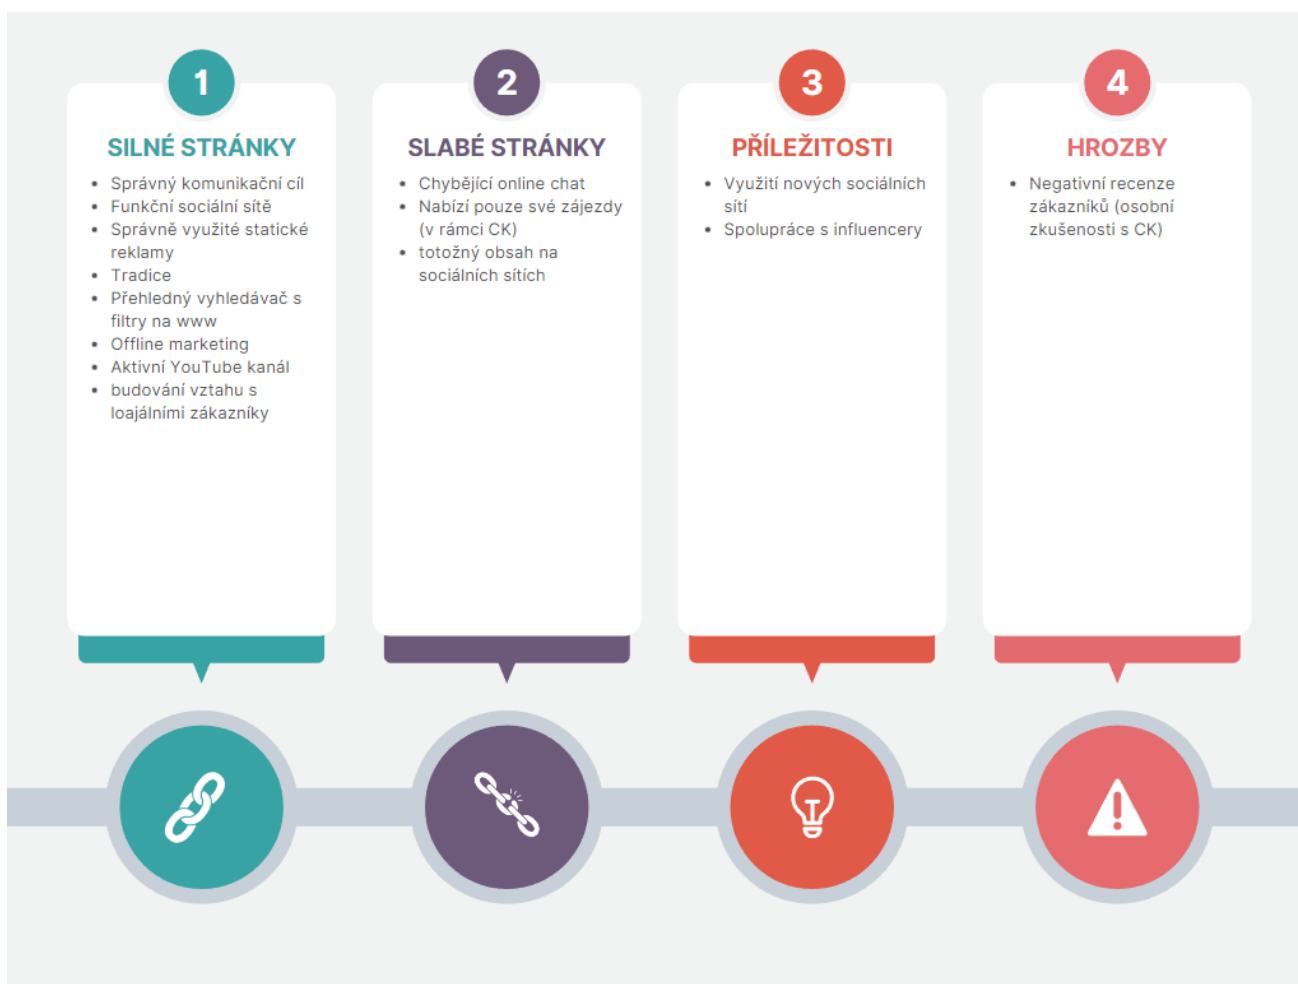 1
SILNÉ STRÁNKY
• Správný komunikační cíl
• Funkční sociální sítě
• Správně využité statické
reklamy
• Tradice
• Přehledný vyhledávač s
filtry na www
• Offline marketing
• Aktivní YouTube kanál
• budování vztahu s
loajálními zákazníky
2
SLABÉ STRÁNKY
• Chybějící online chat
• Nabízí pouze své zájezdy
(v rámci CK)
• totožný obsah na
sociálních sítích
3
PŘÍLEŽITOSTI
• Využití nových sociálních
sítí
• Spolupráce s influencery
4
HROZBY
• Negativní recenze
zákazníků (osobní
zkušenosti s CK)